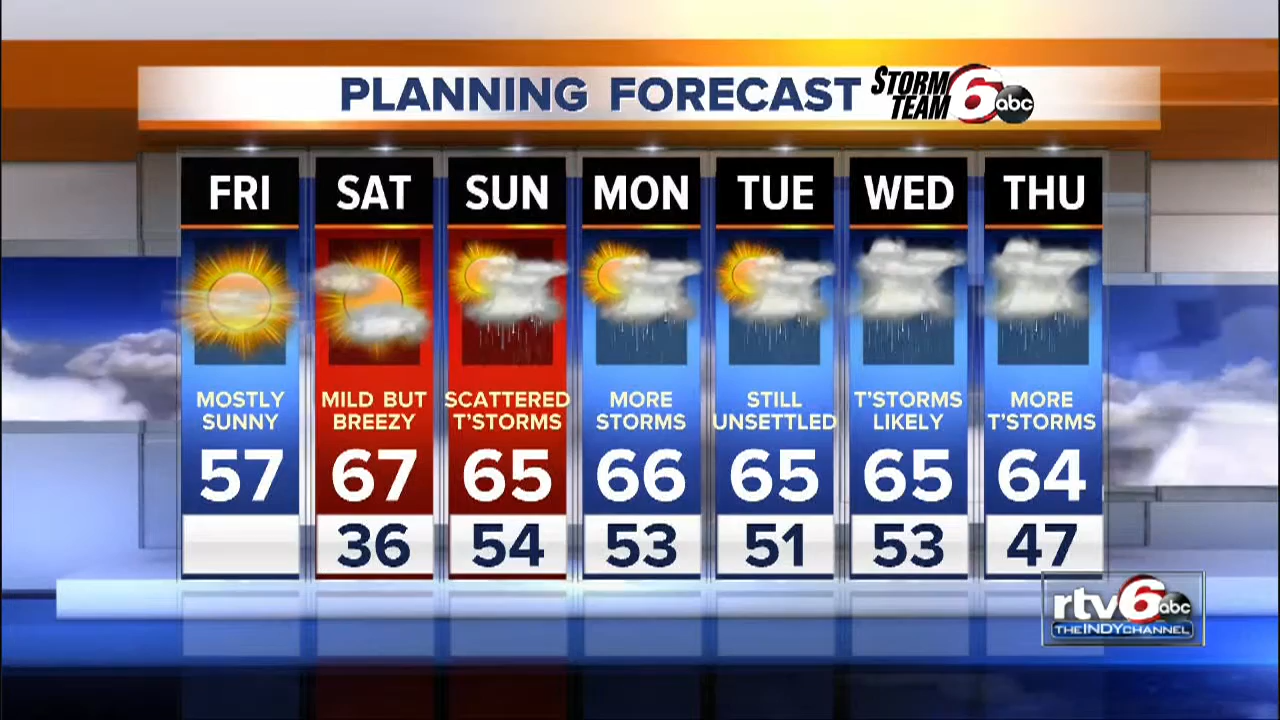 PLANNING FORECAST STORM TEAM 6 abc
FRI SAT SUN MON TUE WED THU
MOSTLY SUNNY
MILD BUT BREEZY
SCATTERED T'STORMS
MORE STORMS
STILL UNSETTLED
T'STORMS LIKELY
MORE T'STORMS
57 67 65 66 65 65 64
36 54 53 51 53 47
rtv6 abc
THE INDY CHANNEL